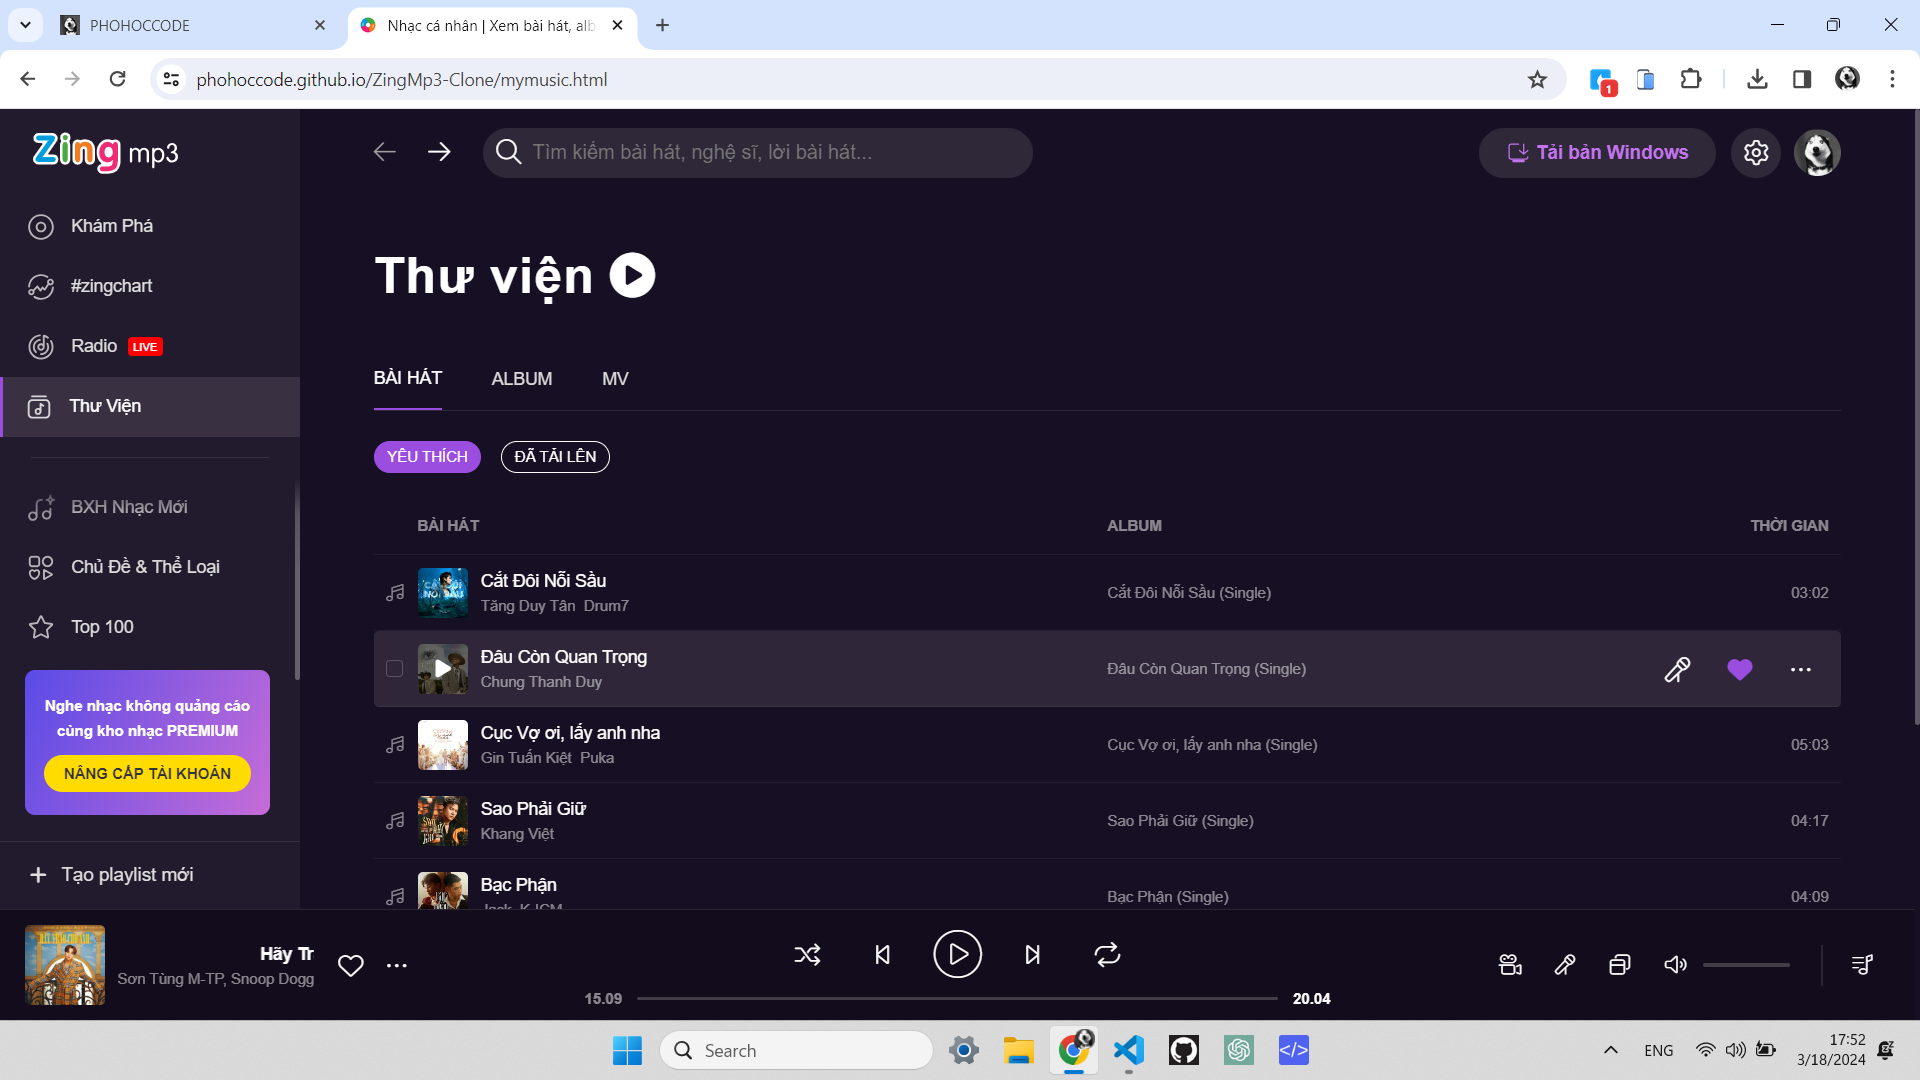 PHOHOCCODE
Nhạc cá nhân | Xem bài hát, alb
phohoccode.github.io/ZingMp3-Clone/mymusic.html
1
Zing mp3
Tìm kiếm bài hát, nghệ sĩ, lời bài hát...
Tải bản Windows
Khám Phá
#zingchart
Radio LIVE
Thư Viện
BXH Nhạc Mới
Chủ Đề & Thể Loại
Top 100
Nghe nhạc không quảng cáo
cùng kho nhạc PREMIUM
NÂNG CẤP TÀI KHOẢN
Tạo playlist mới
Thư viện
BÀI HÁT ALBUM MV
YÊU THÍCH ĐÃ TẢI LÊN
BÀI HÁT ALBUM THỜI GIAN
Cắt Đôi Nỗi Sầu
Tăng Duy Tân Drum7
Cắt Đôi Nỗi Sầu (Single)
03:02
Đâu Còn Quan Trọng
Chung Thanh Duy
Đâu Còn Quan Trọng (Single)
Cục Vợ ơi, lấy anh nha
Gin Tuấn Kiệt Puka
Cục Vợ ơi, lấy anh nha (Single)
05:03
Sao Phải Giữ
Khang Việt
Sao Phải Giữ (Single)
04:17
Bạc Phận
Jack K-ICM
Bạc Phận (Single)
04:09
Hãy Tr
Sơn Tùng M-TP, Snoop Dogg
15.09
20.04
Search
ENG
17:52
3/18/2024